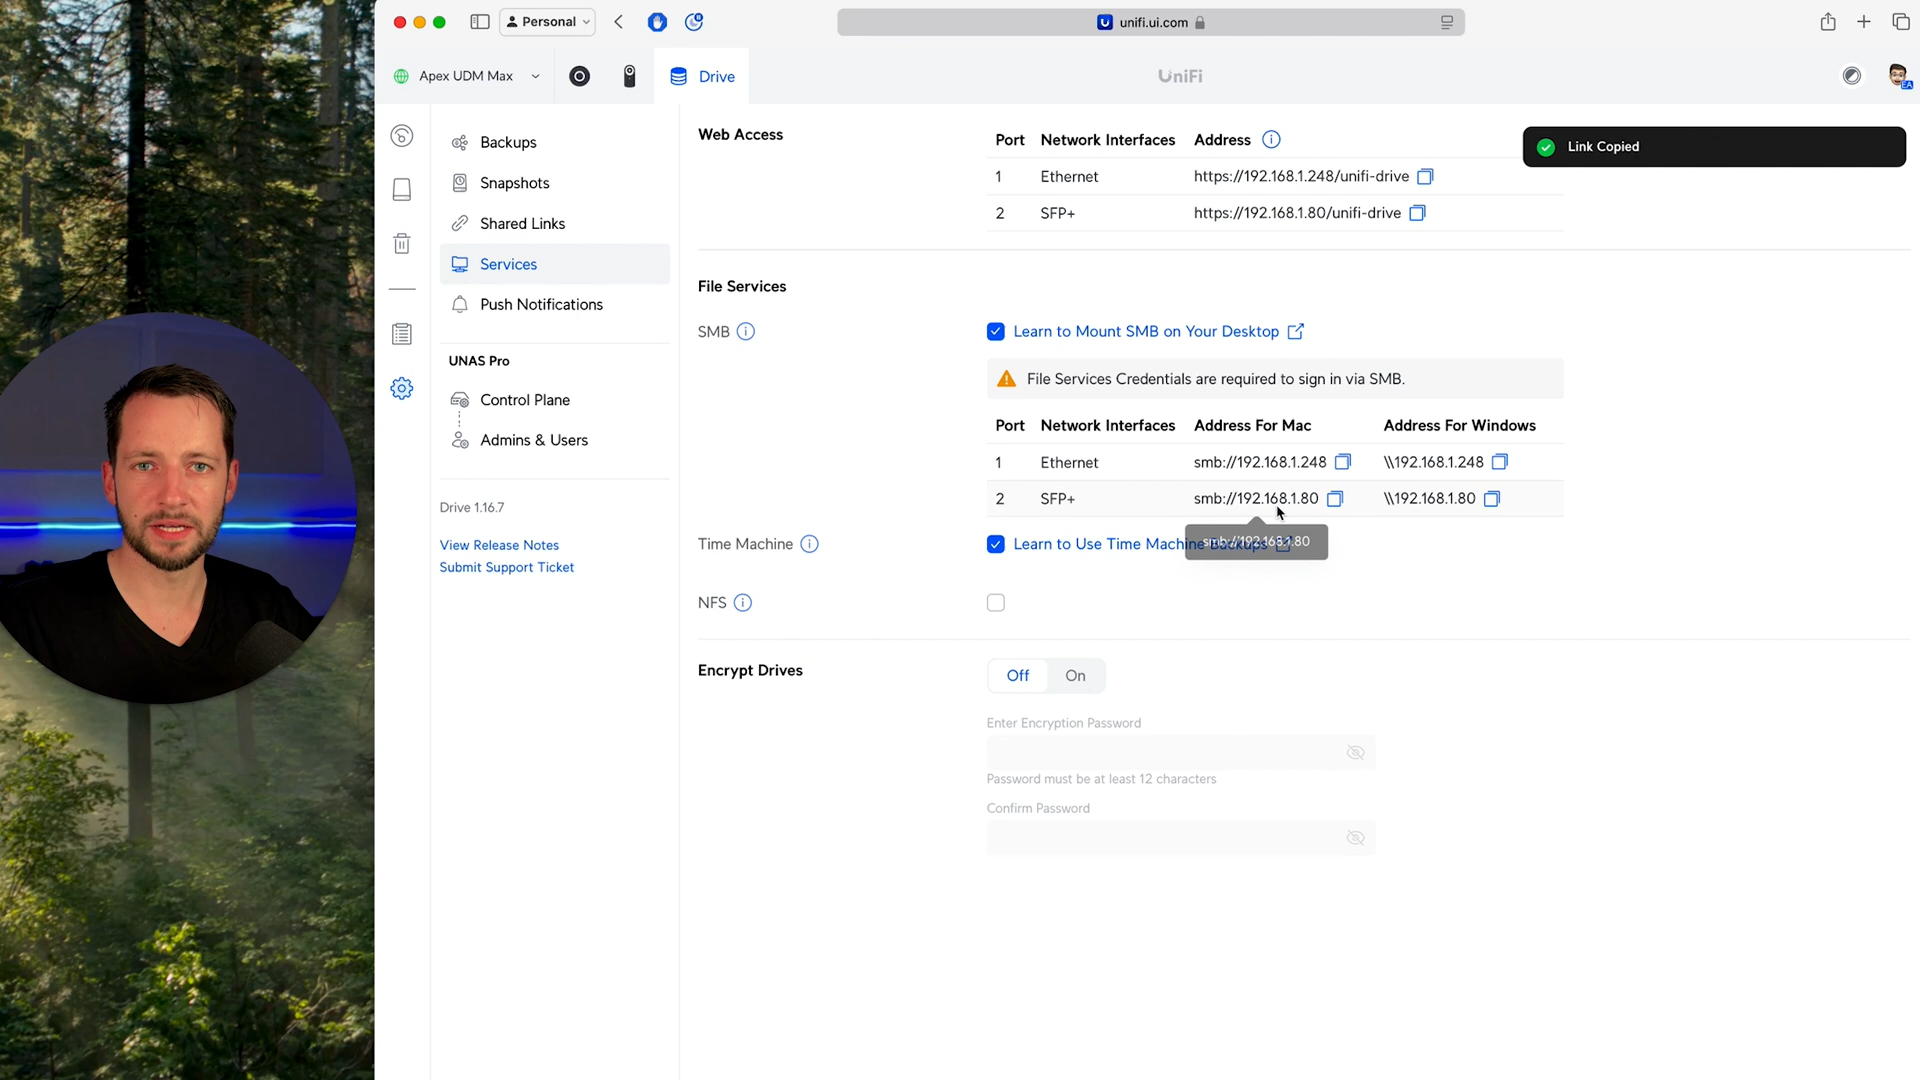 Personal
unifi.ui.com
Apex UDM Max
Drive
UniFi
EA
Link Copied
Backups
Snapshots
Shared Links
Services
Push Notifications
UNAS Pro
Control Plane
Admins & Users
Drive 1.16.7
View Release Notes
Submit Support Ticket
Web Access
Port Network Interfaces Address
1 Ethernet https://192.168.1.248/unifi-drive
2 SFP+ https://192.168.1.80/unifi-drive
File Services
SMB
Learn to Mount SMB on Your Desktop
File Services Credentials are required to sign in via SMB.
Port Network Interfaces Address For Mac Address For Windows
1 Ethernet smb://192.168.1.248 \\192.168.1.248
2 SFP+ smb://192.168.1.80 \\192.168.1.80
smb://192.168.1.80
Time Machine
Learn to Use Time Machine Backups
NFS
Encrypt Drives
Off On
Enter Encryption Password
Password must be at least 12 characters
Confirm Password